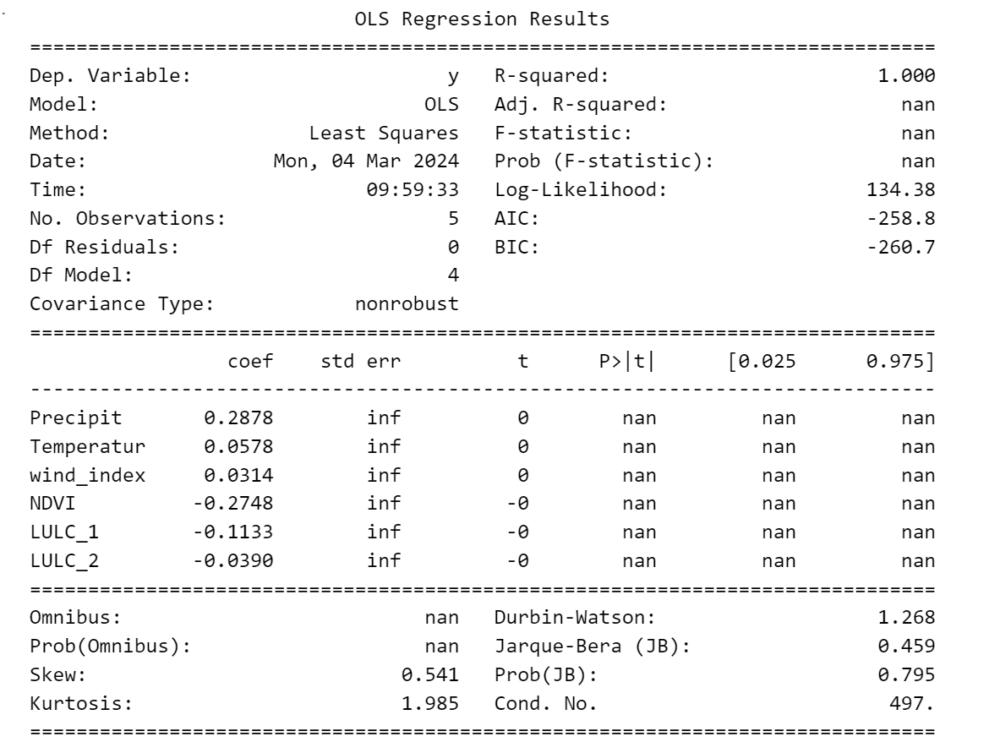 OLS Regression Results
==============================================================================
Dep. Variable:                      y   R-squared:                       1.000
Model:                            OLS   Adj. R-squared:                    nan
Method:                 Least Squares   F-statistic:                       nan
Date:                Mon, 04 Mar 2024   Prob (F-statistic):                nan
Time:                        09:59:33   Log-Likelihood:                 134.38
No. Observations:                   5   AIC:                            -258.8
Df Residuals:                       0   BIC:                            -260.7
Df Model:                           4
Covariance Type:            nonrobust
==============================================================================
                 coef    std err          t      P>|t|      [0.025      0.975]
------------------------------------------------------------------------------
Precipit       0.2878        inf          0        nan         nan         nan
Temperatur     0.0578        inf          0        nan         nan         nan
wind_index     0.0314        inf          0        nan         nan         nan
NDVI          -0.2748        inf         -0        nan         nan         nan
LULC_1        -0.1133        inf         -0        nan         nan         nan
LULC_2        -0.0390        inf         -0        nan         nan         nan
==============================================================================
Omnibus:                          nan   Durbin-Watson:                   1.268
Prob(Omnibus):                    nan   Jarque-Bera (JB):                0.459
Skew:                           0.541   Prob(JB):                        0.795
Kurtosis:                       1.985   Cond. No.                         497.
==============================================================================